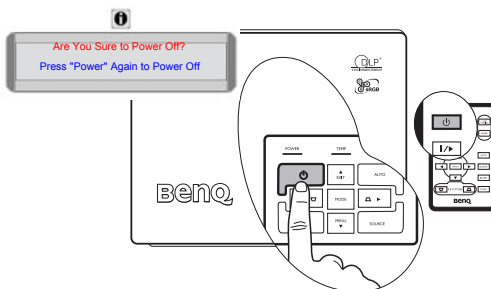 Are You Sure to Power Off?
Press "Power" Again to Power Off
DLP
sRGB
POWER
TEMP
EXIT
AUTO
MODE
MENU
SOURCE
BenQ
BenQ